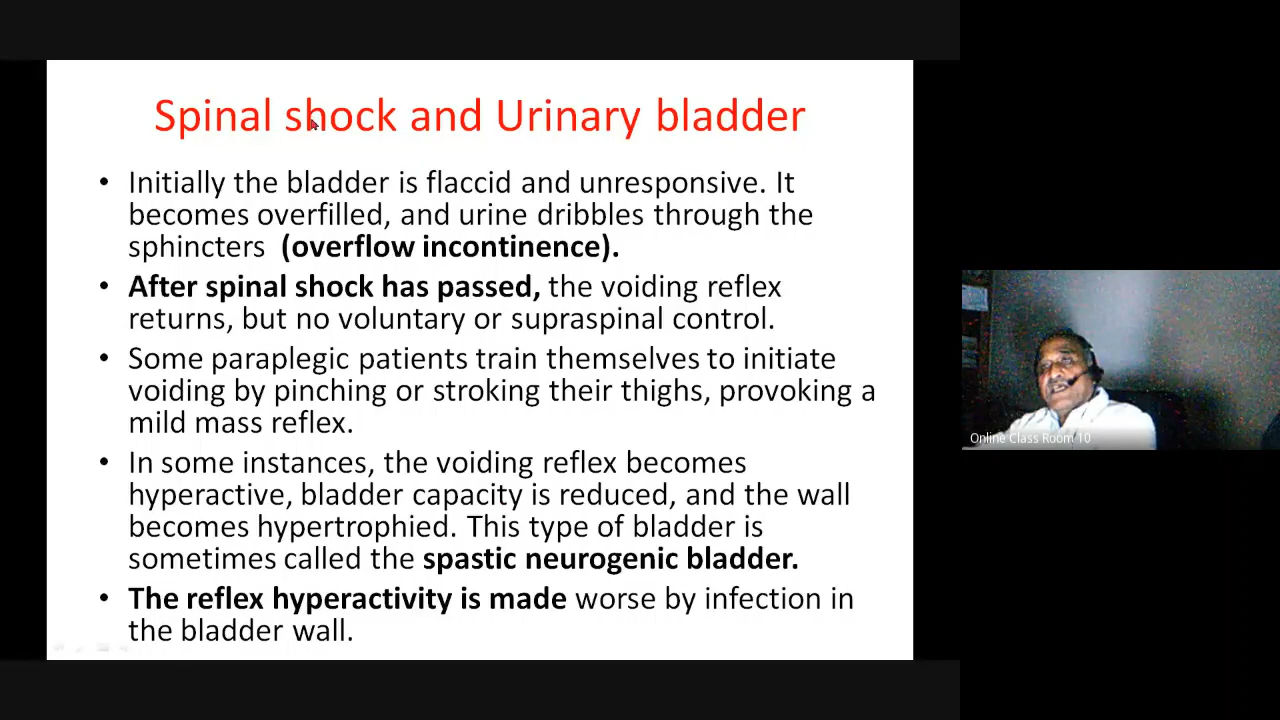 Spinal shock and Urinary bladder
• Initially the bladder is flaccid and unresponsive. It
becomes overfilled, and urine dribbles through the
sphincters (overflow incontinence).
• After spinal shock has passed, the voiding reflex
returns, but no voluntary or supraspinal control.
• Some paraplegic patients train themselves to initiate
voiding by pinching or stroking their thighs, provoking a
mild mass reflex.
• In some instances, the voiding reflex becomes
hyperactive, bladder capacity is reduced, and the wall
becomes hypertrophied. This type of bladder is
sometimes called the spastic neurogenic bladder.
• The reflex hyperactivity is made worse by infection in
the bladder wall.
Online Class Room 10